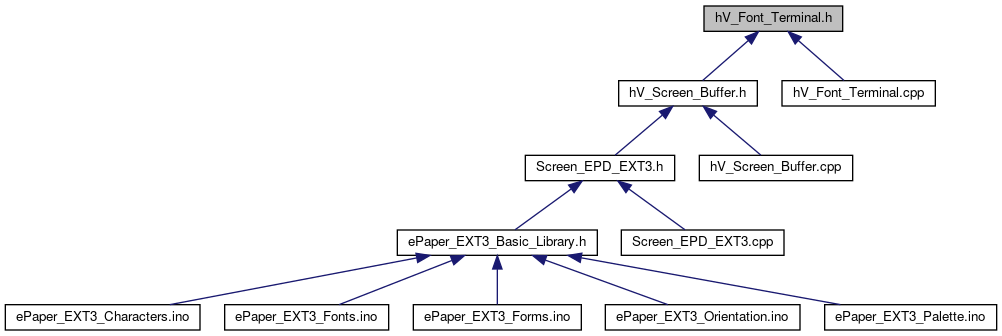 hV_Font_Terminal.h
hV_Screen_Buffer.h
hV_Font_Terminal.cpp
Screen_EPD_EXT3.h
hV_Screen_Buffer.cpp
ePaper_EXT3_Basic_Library.h
Screen_EPD_EXT3.cpp
ePaper_EXT3_Characters.ino
ePaper_EXT3_Fonts.ino
ePaper_EXT3_Forms.ino
ePaper_EXT3_Orientation.ino
ePaper_EXT3_Palette.ino